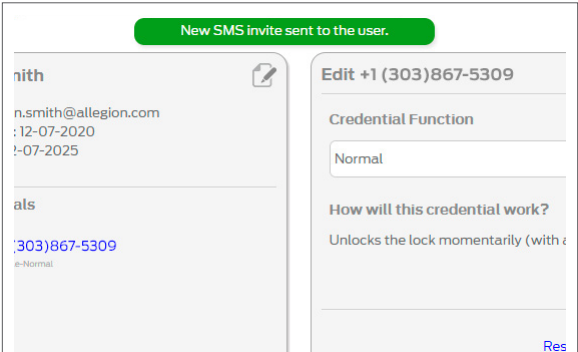 New SMS invite sent to the user.
nith
n.smith@allegion.com
: 12-07-2020
2-07-2025
als
(303)867-5309
e-Normal
Edit +1 (303)867-5309
Credential Function
Normal
How will this credential work?
Unlocks the lock momentarily (with a
Res